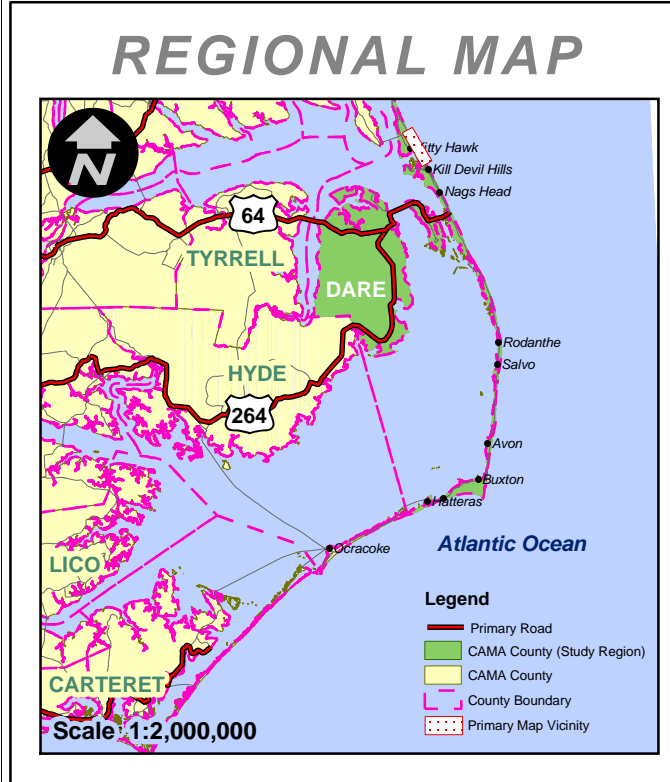 REGIONAL MAP
N
itty Hawk
Kill Devil Hills
64
Nags Head
TYRRELL
DARE
Rodanthe
Salvo
HYDE
264
Avon
Buxton
Hatteras
Ocracoke
Atlantic Ocean
LICO
Legend
Primary Road
CAMA County (Study Region)
CARTERET
CAMA County
County Boundary
Primary Map Vicinity
Scale 1:2,000,000